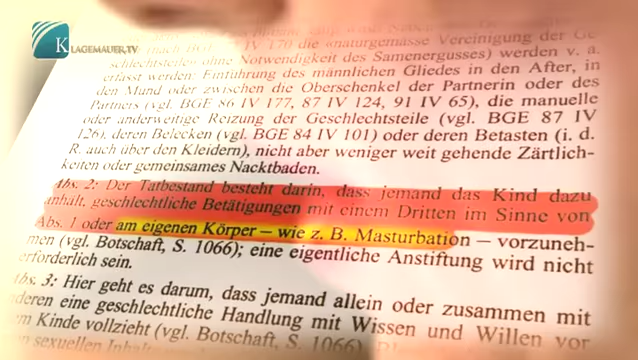 KLAGEMAUER.TV
IV 170 die «naturgemässe Vereinigung der Ge-
schlechtsteile» ohne Notwendigkeit des Samenergusses) werden v. a.
erfasst werden: Einführung des männlichen Gliedes in den After, in
den Mund oder zwischen die Oberschenkel der Partnerin oder des
Partners (vgl. BGE 86 IV 177, 87 IV 124, 91 IV 65), die manuelle
oder anderweitige Reizung der Geschlechtsteile (vgl. BGE 87 IV
126), deren Belecken (vgl. BGE 84 IV 101) oder deren Betasten (i. d.
R. auch über den Kleidern), nicht aber weniger weit gehende Zärtlich-
keiten oder gemeinsames Nacktbaden.
Abs. 2: Der Tatbestand besteht darin, dass jemand das Kind dazu
anhält, geschlechtliche Betätigungen mit einem Dritten im Sinne von
Abs. 1 oder am eigenen Körper – wie z. B. Masturbation – vorzuneh-
men (vgl. Botschaft, S. 1066); eine eigentliche Anstiftung wird nicht
erforderlich sein.
Abs. 3: Hier geht es darum, dass jemand allein oder zusammen mit
deren eine geschlechtliche Handlung mit Wissen und Willen vor
Kinde vollzieht (vgl. Botschaft, S. 1066).
sexuellen